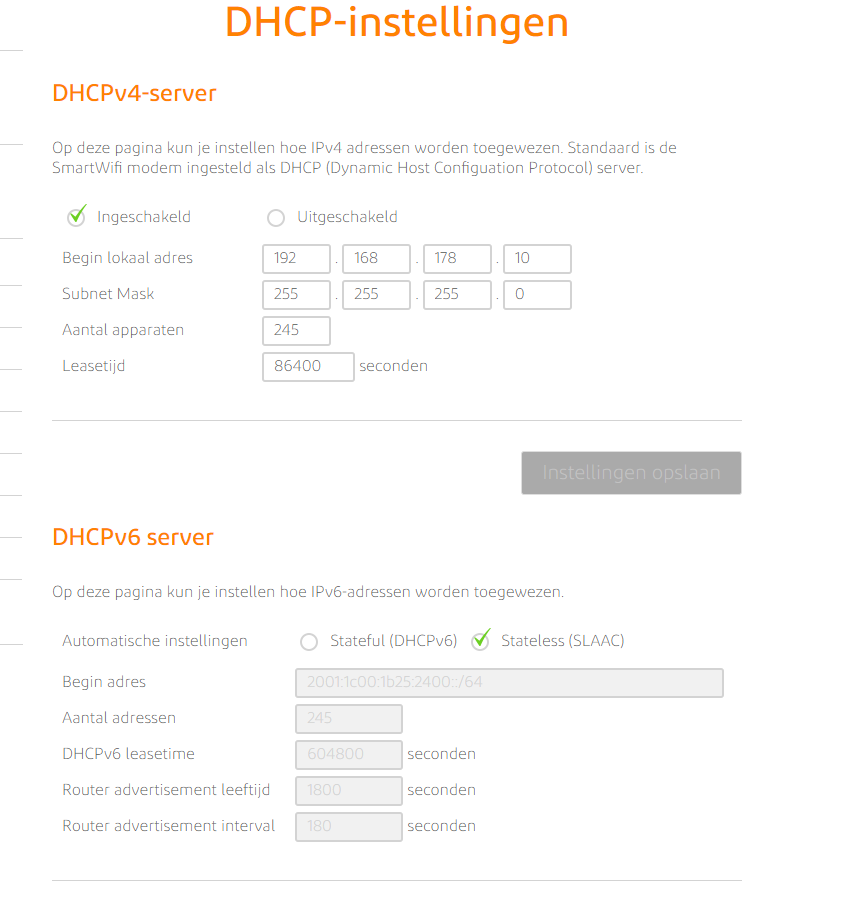 DHCP-instellingen
DHCPv4-server
Op deze pagina kun je instellen hoe IPv4 adressen worden toegewezen. Standaard is de
SmartWifi modem ingesteld als DHCP (Dynamic Host Configuation Protocol) server.
Ingeschakeld Uitgeschakeld
Begin lokaal adres 192 . 168 . 178 . 10
Subnet Mask 255 . 255 . 255 . 0
Aantal apparaten 245
Leasetijd 86400 seconden
Instellingen opslaan
DHCPv6 server
Op deze pagina kun je instellen hoe IPv6-adressen worden toegewezen.
Automatische instellingen Stateful (DHCPv6) Stateless (SLAAC)
Begin adres 2001:1c00:1b25:2400::/64
Aantal adressen 245
DHCPv6 leasetime 604800 seconden
Router advertisement leeftijd 1800 seconden
Router advertisement interval 180 seconden